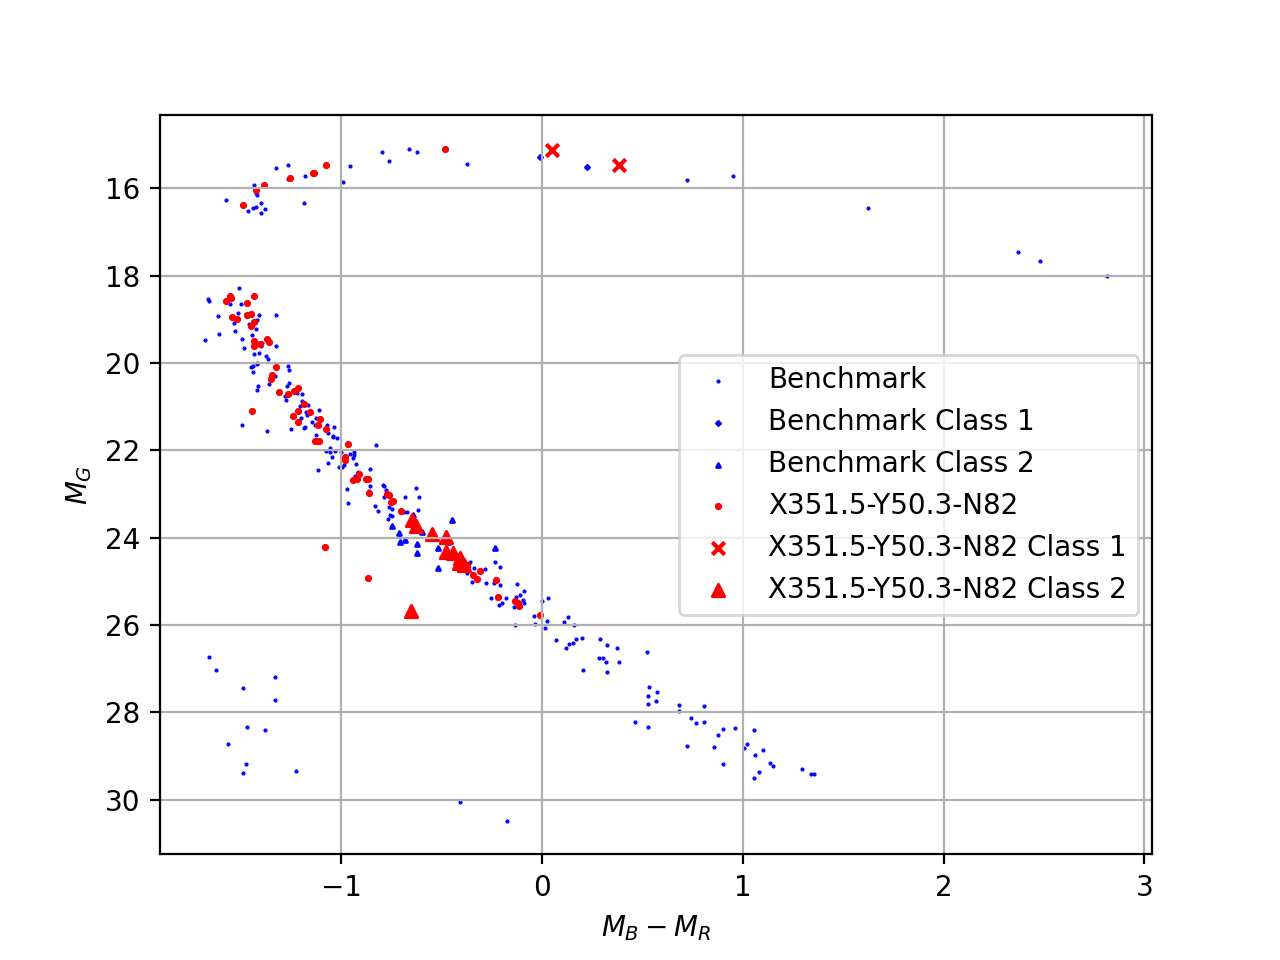 16
18
20
22
24
26
28
30
M_G
Benchmark
Benchmark Class 1
Benchmark Class 2
X351.5-Y50.3-N82
X351.5-Y50.3-N82 Class 1
X351.5-Y50.3-N82 Class 2
−1 0 1 2 3
M_B − M_R